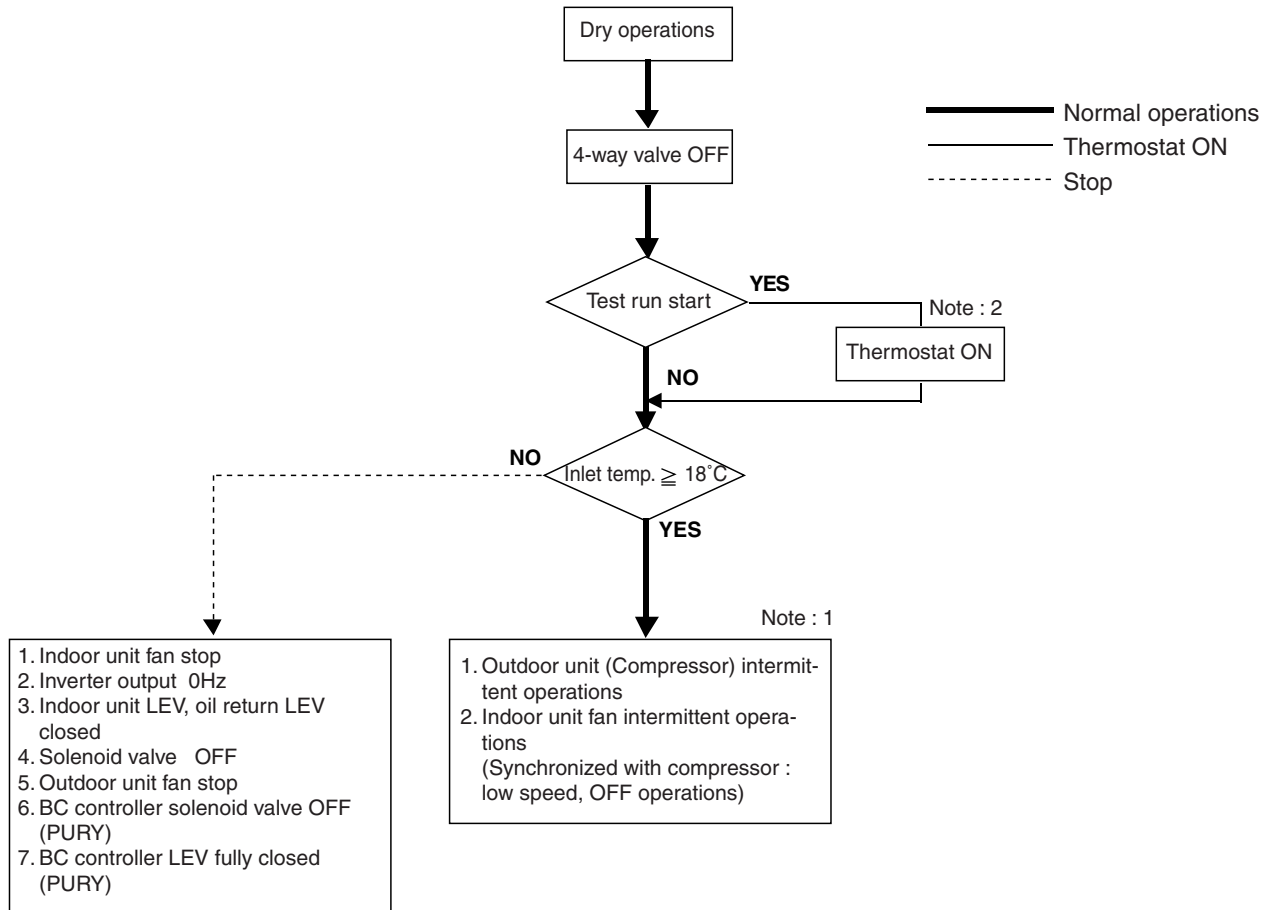 Dry operations
Normal operations
Thermostat ON
Stop
4-way valve OFF
Test run start
YES
Note : 2
Thermostat ON
NO
Inlet temp. ≧ 18°C
NO
YES
Note : 1
1. Indoor unit fan stop
2. Inverter output 0Hz
3. Indoor unit LEV, oil return LEV
closed
4. Solenoid valve OFF
5. Outdoor unit fan stop
6. BC controller solenoid valve OFF
(PURY)
7. BC controller LEV fully closed
(PURY)
1. Outdoor unit (Compressor) intermit-
tent operations
2. Indoor unit fan intermittent opera-
tions
(Synchronized with compressor :
low speed, OFF operations)